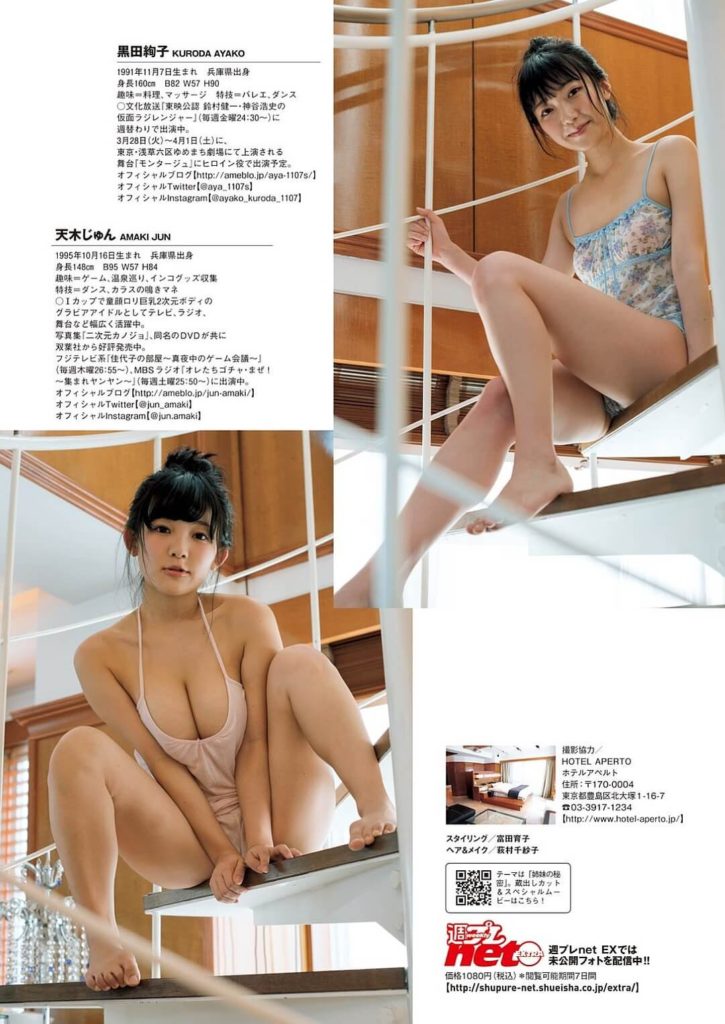 黒田絢子 KURODA AYAKO
1991年11月7日生まれ 兵庫県出身
身長160㎝ B82 W57 H90
趣味=料理、マッサージ 特技=バレエ、ダンス
〇文化放送『東映公認 鈴村健一・神谷浩史の
仮面ラジレンジャー』(毎週金曜24:30〜)に
週替わりで出演中。
3月28日(火)〜4月1日(土)に、
東京・浅草六区ゆめまち劇場にて上演される
舞台『モンタージュ』にヒロイン役で出演予定。
オフィシャルブログ【http://ameblo.jp/aya-1107s/】
オフィシャルTwitter【@aya_1107s】
オフィシャルInstagram【@ayako_kuroda_1107】
天木じゅん AMAKI JUN
1995年10月16日生まれ 兵庫県出身
身長148㎝ B95 W57 H84
趣味=ゲーム、温泉巡り、インコグッズ収集
特技=ダンス、カラスの鳴きマネ
〇Iカップで童顔ロリ巨乳2次元ボディの
グラビアアイドルとしてテレビ、ラジオ、
舞台など幅広く活躍中。
写真集『二次元カノジョ』、同名のDVDが共に
双葉社から好評発売中。
フジテレビ系『佳代子の部屋〜真夜中のゲーム会議〜』
(毎週木曜26:55〜)、MBSラジオ『オレたちゴチャ・まぜ!
〜集まれヤンヤン〜』(毎週土曜25:50〜)に出演中。
オフィシャルブログ【http://ameblo.jp/jun-amaki/】
オフィシャルTwitter【@jun_amaki】
オフィシャルInstagram【@jun.amaki】
撮影協力/
HOTEL APERTO
ホテルアペルト
住所:〒170-0004
東京都豊島区北大塚1-16-7
☎03-3917-1234
【http://www.hotel-aperto.jp/】
スタイリング/富田育子
ヘア&メイク/萩村千紗子
テーマは『姉妹の秘
密』。蔵出しカット
&スペシャルムー
ビーはこちら!
週プレ weekly net EXTRA
週プレnet EXでは
未公開フォトを配信中!!
価格1080円(税込) *閲覧可能期間7日間
【http://shupure-net.shueisha.co.jp/extra/】